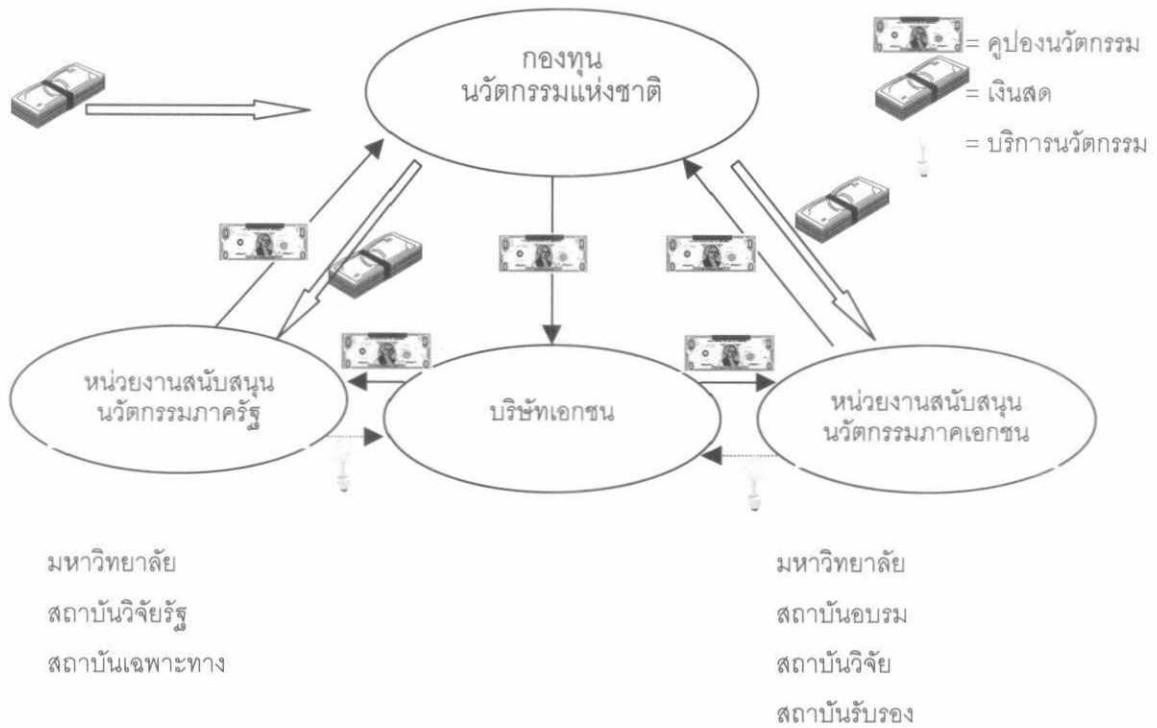 กองทุน
นวัตกรรมแห่งชาติ
= คูปองนวัตกรรม
= เงินสด
= บริการนวัตกรรม
หน่วยงานสนับสนุน
นวัตกรรมภาครัฐ
บริษัทเอกชน
หน่วยงานสนับสนุน
นวัตกรรมภาคเอกชน
มหาวิทยาลัย
สถาบันวิจัยรัฐ
สถาบันเฉพาะทาง
มหาวิทยาลัย
สถาบันอบรม
สถาบันวิจัย
สถาบันรับรอง